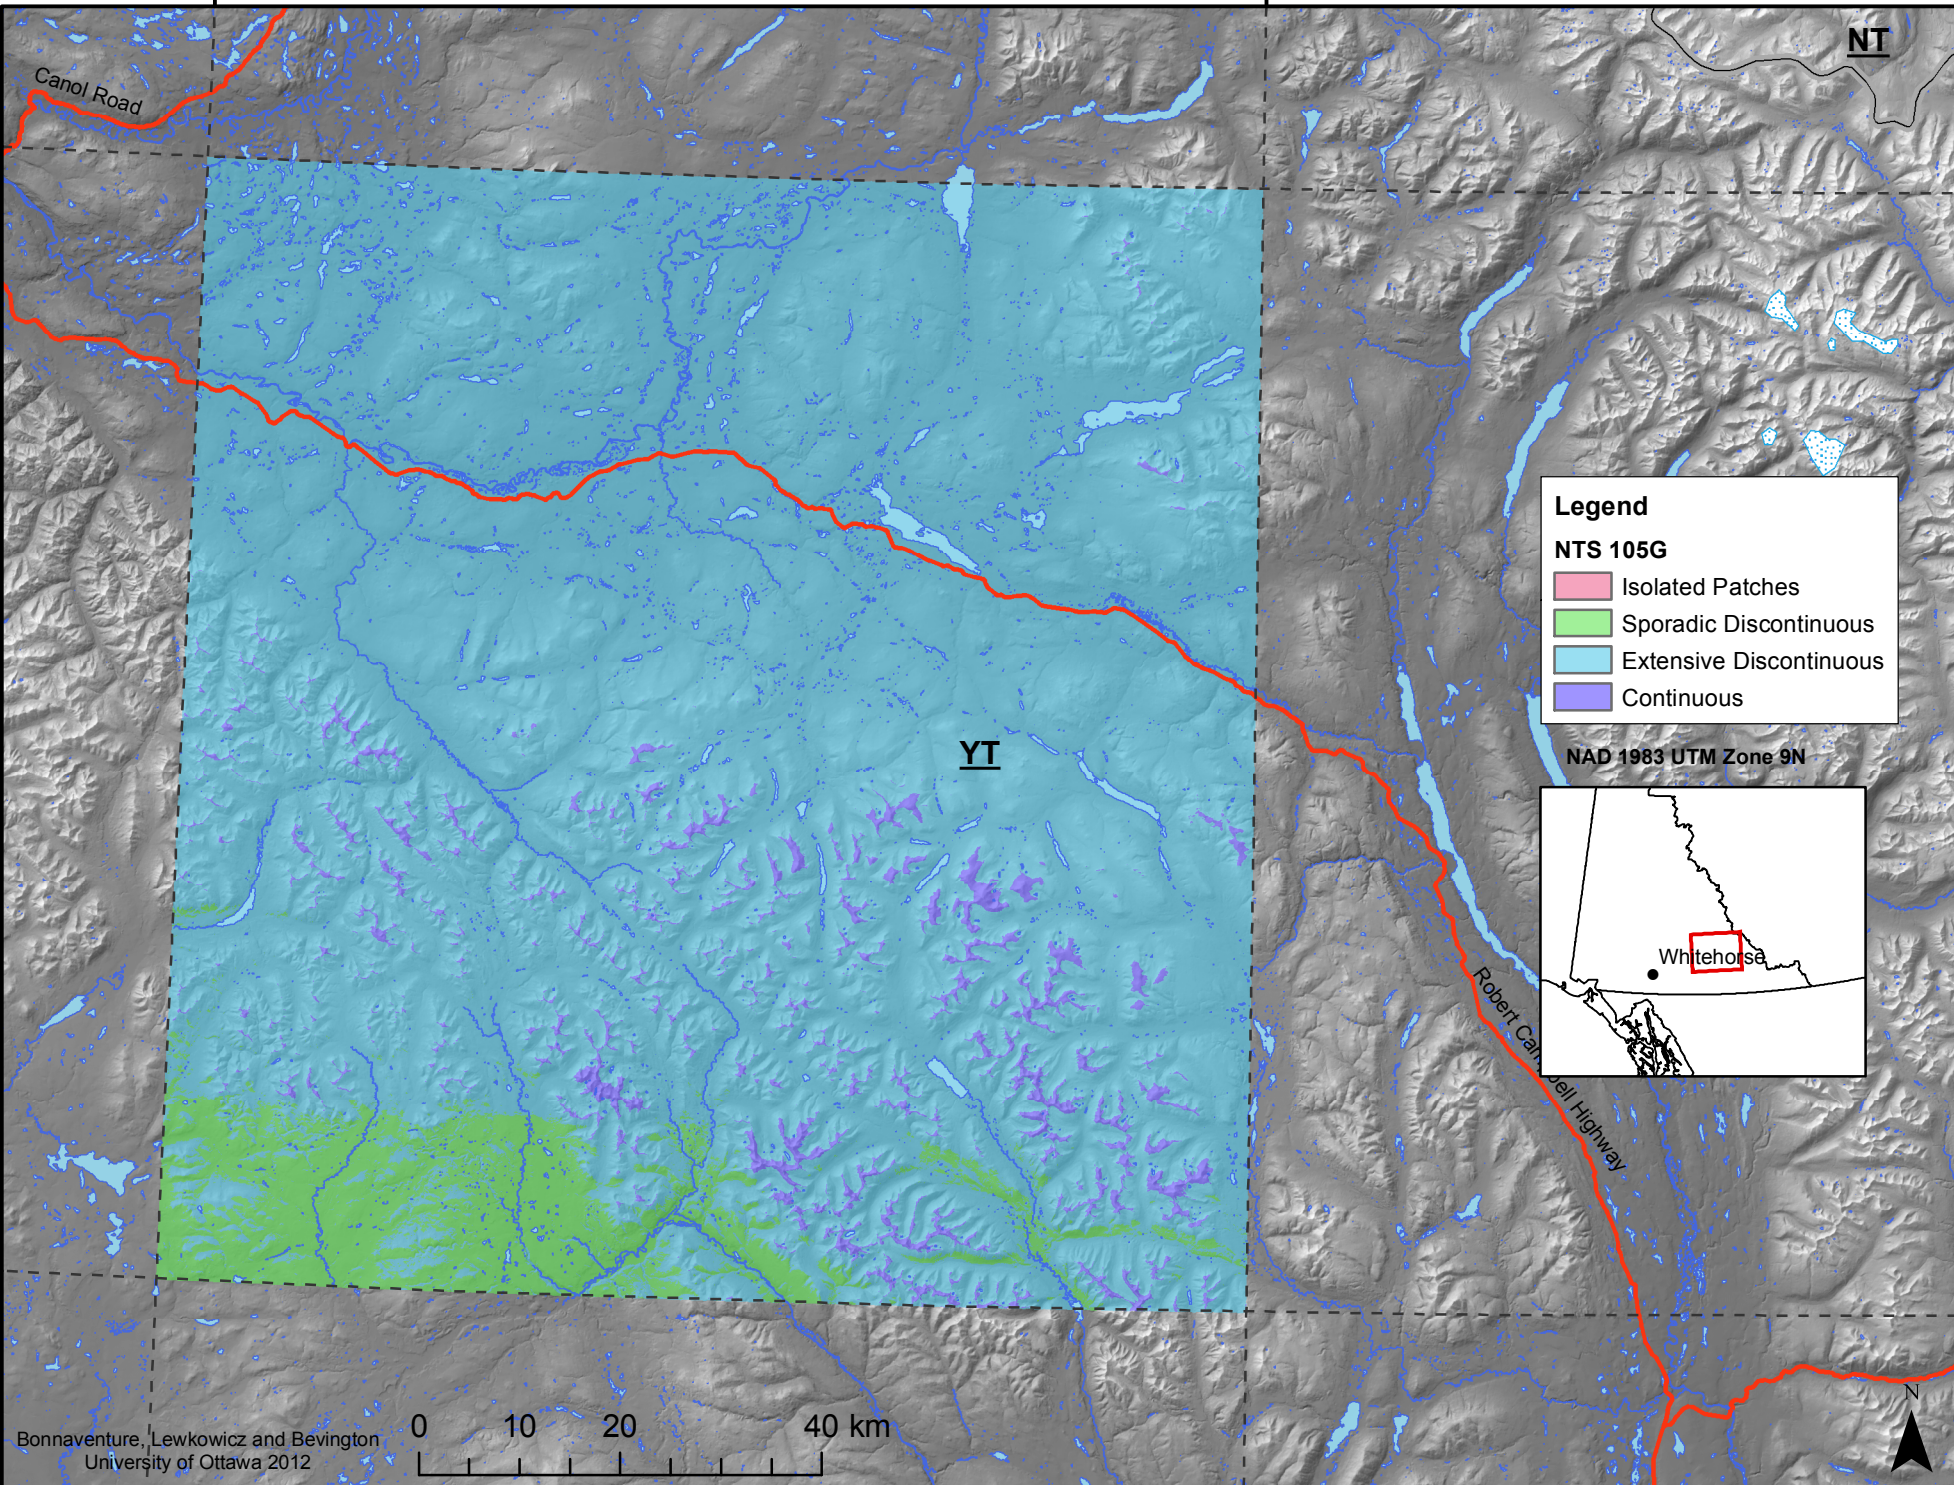 NT
Canol Road
Legend
NTS 105G
Isolated Patches
Sporadic Discontinuous
Extensive Discontinuous
Continuous
YT
NAD 1983 UTM Zone 9N
Whitehorse
Robert Campbell Highway
N
0 10 20 40 km
Bonnaventure, Lewkowicz and Bevington
University of Ottawa 2012